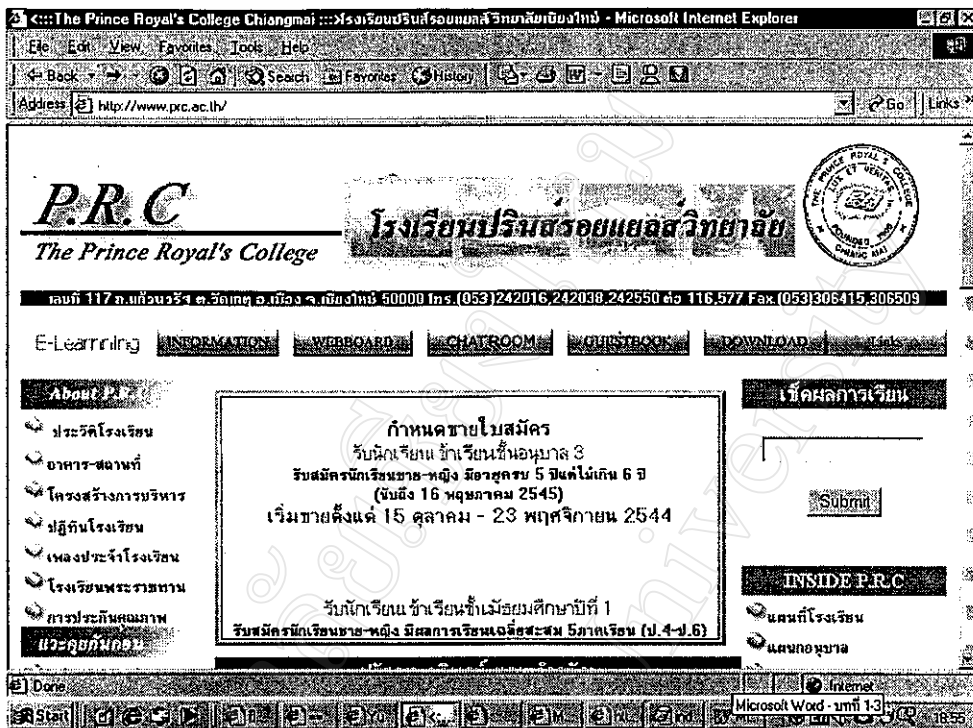 <:::The Prince Royal's College Chiangmai :::>โรงเรียนปรินส์รอยแยลส์วิทยาลัยเชียงใหม่ - Microsoft Internet Explorer
File Edit View Favorites Tools Help
Back Search Favorites History
Address http://www.prc.ac.th/ Go Links
P.R.C
The Prince Royal's College
โรงเรียนปรินส์รอยแยลส์วิทยาลัย
THE PRINCE ROYAL'S COLLEGE
LUX ET VERITAS
FOUNDED 1906
CHIANG MAI
เลขที่ 117 ถ.แก้วนวรัฐ ต.วัดเกตุ อ.เมือง จ.เชียงใหม่ 50000 โทร.(053)242016,242038,242550 ต่อ 116,577 Fax.(053)306415,306509
E-Learnning INFORMATION WEBBOARD CHATROOM GUESTBOOK DOWNLOAD Links
About P.R.C
ประวัติโรงเรียน
อาคาร-สถานที่
โครงสร้างการบริหาร
ปฏิทินโรงเรียน
เพลงประจำโรงเรียน
โรงเรียนพระราชทาน
การประกันคุณภาพ
แวะคุยกันก่อน
กำหนดขายใบสมัคร
รับนักเรียนเข้าเรียนชั้นอนุบาล 3
รับสมัครนักเรียนชาย-หญิง มีอายุครบ 5 ปีแต่ไม่เกิน 6 ปี
(นับถึง 16 พฤษภาคม 2545)
เริ่มขายตั้งแต่ 15 ตุลาคม - 23 พฤศจิกายน 2544
รับนักเรียนเข้าเรียนชั้นมัธยมศึกษาปีที่ 1
รับสมัครนักเรียนชาย-หญิง มีผลการเรียนเฉลี่ยสะสม 5ภาคเรียน (ป.4-ป.6)
เช็คผลการเรียน
Submit
INSIDE P.R.C
แผนที่โรงเรียน
แผนกอนุบาล
Done Internet
Start
Microsoft Word - บทที่ 1-3